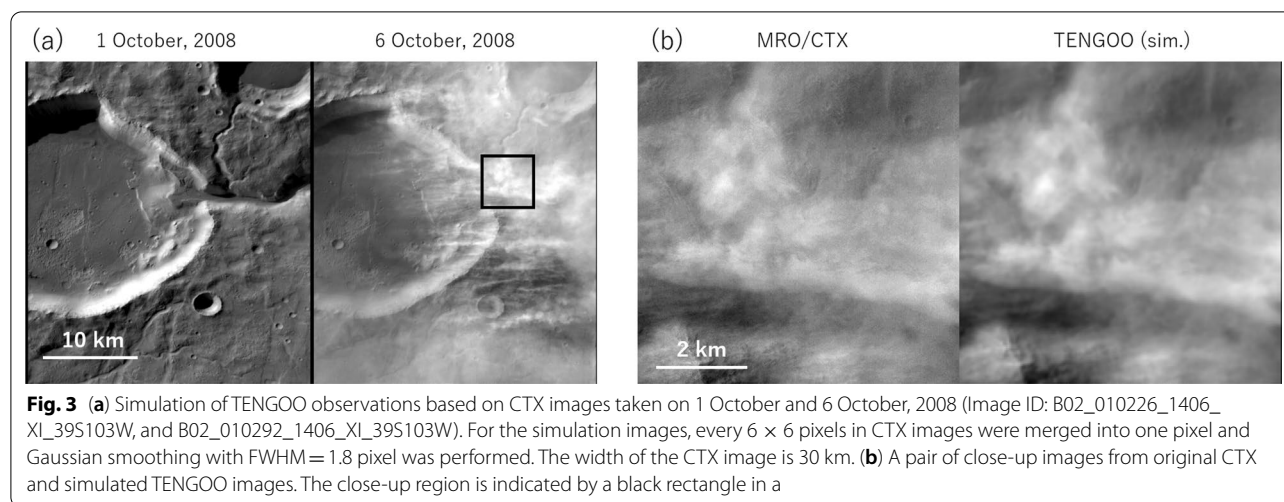 (a) 1 October, 2008 6 October, 2008 (b) MRO/CTX TENGOO (sim.)
10 km 2 km
Fig. 3 (a) Simulation of TENGOO observations based on CTX images taken on 1 October and 6 October, 2008 (Image ID: B02_010226_1406_
XI_39S103W, and B02_010292_1406_XI_39S103W). For the simulation images, every 6 × 6 pixels in CTX images were merged into one pixel and
Gaussian smoothing with FWHM = 1.8 pixel was performed. The width of the CTX image is 30 km. (b) A pair of close-up images from original CTX
and simulated TENGOO images. The close-up region is indicated by a black rectangle in a